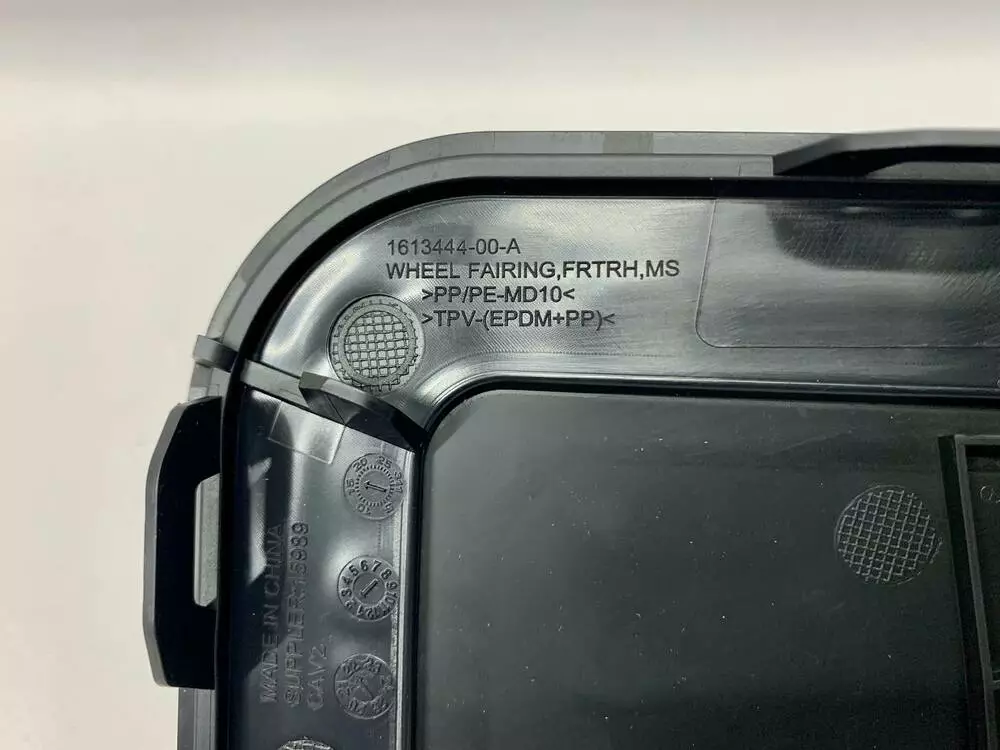 1613444-00-A
WHEEL FAIRING,FRTRH,MS
>PP/PE-MD10<
>TPV-(EPDM+PP)<
MADE IN CHINA
SUPPLIER:15989
CAV2